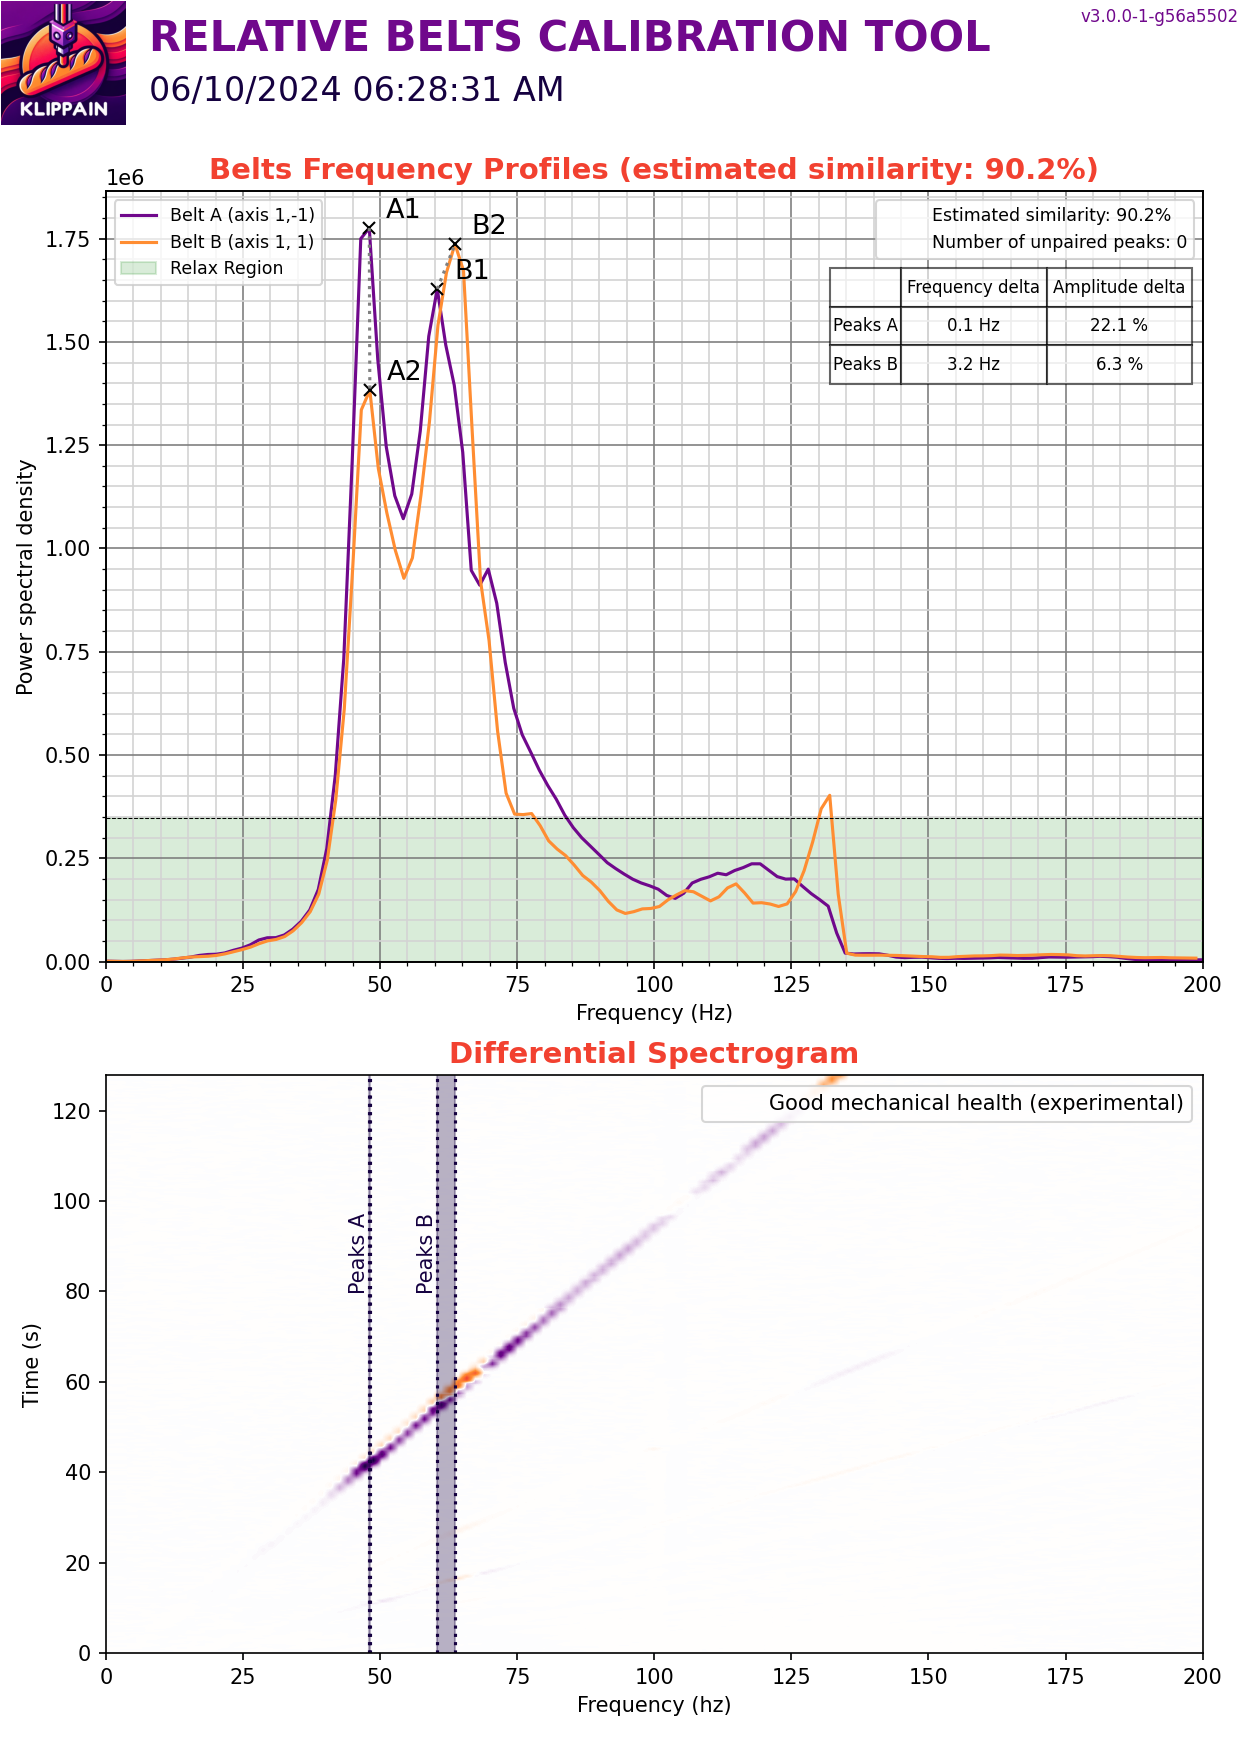 v3.0.0-1-g56a5502
RELATIVE BELTS CALIBRATION TOOL
06/10/2024 06:28:31 AM
KLIPPAIN
Belts Frequency Profiles (estimated similarity: 90.2%)
1e6
Belt A (axis 1,-1)
Belt B (axis 1, 1)
Relax Region
Estimated similarity: 90.2%
Number of unpaired peaks: 0
Frequency delta Amplitude delta
Peaks A 0.1 Hz 22.1 %
Peaks B 3.2 Hz 6.3 %
A1
B2
B1
A2
Power spectral density
1.75
1.50
1.25
1.00
0.75
0.50
0.25
0.00
0 25 50 75 100 125 150 175 200
Frequency (Hz)
Differential Spectrogram
Good mechanical health (experimental)
Peaks A
Peaks B
Time (s)
120
100
80
60
40
20
0
0 25 50 75 100 125 150 175 200
Frequency (hz)